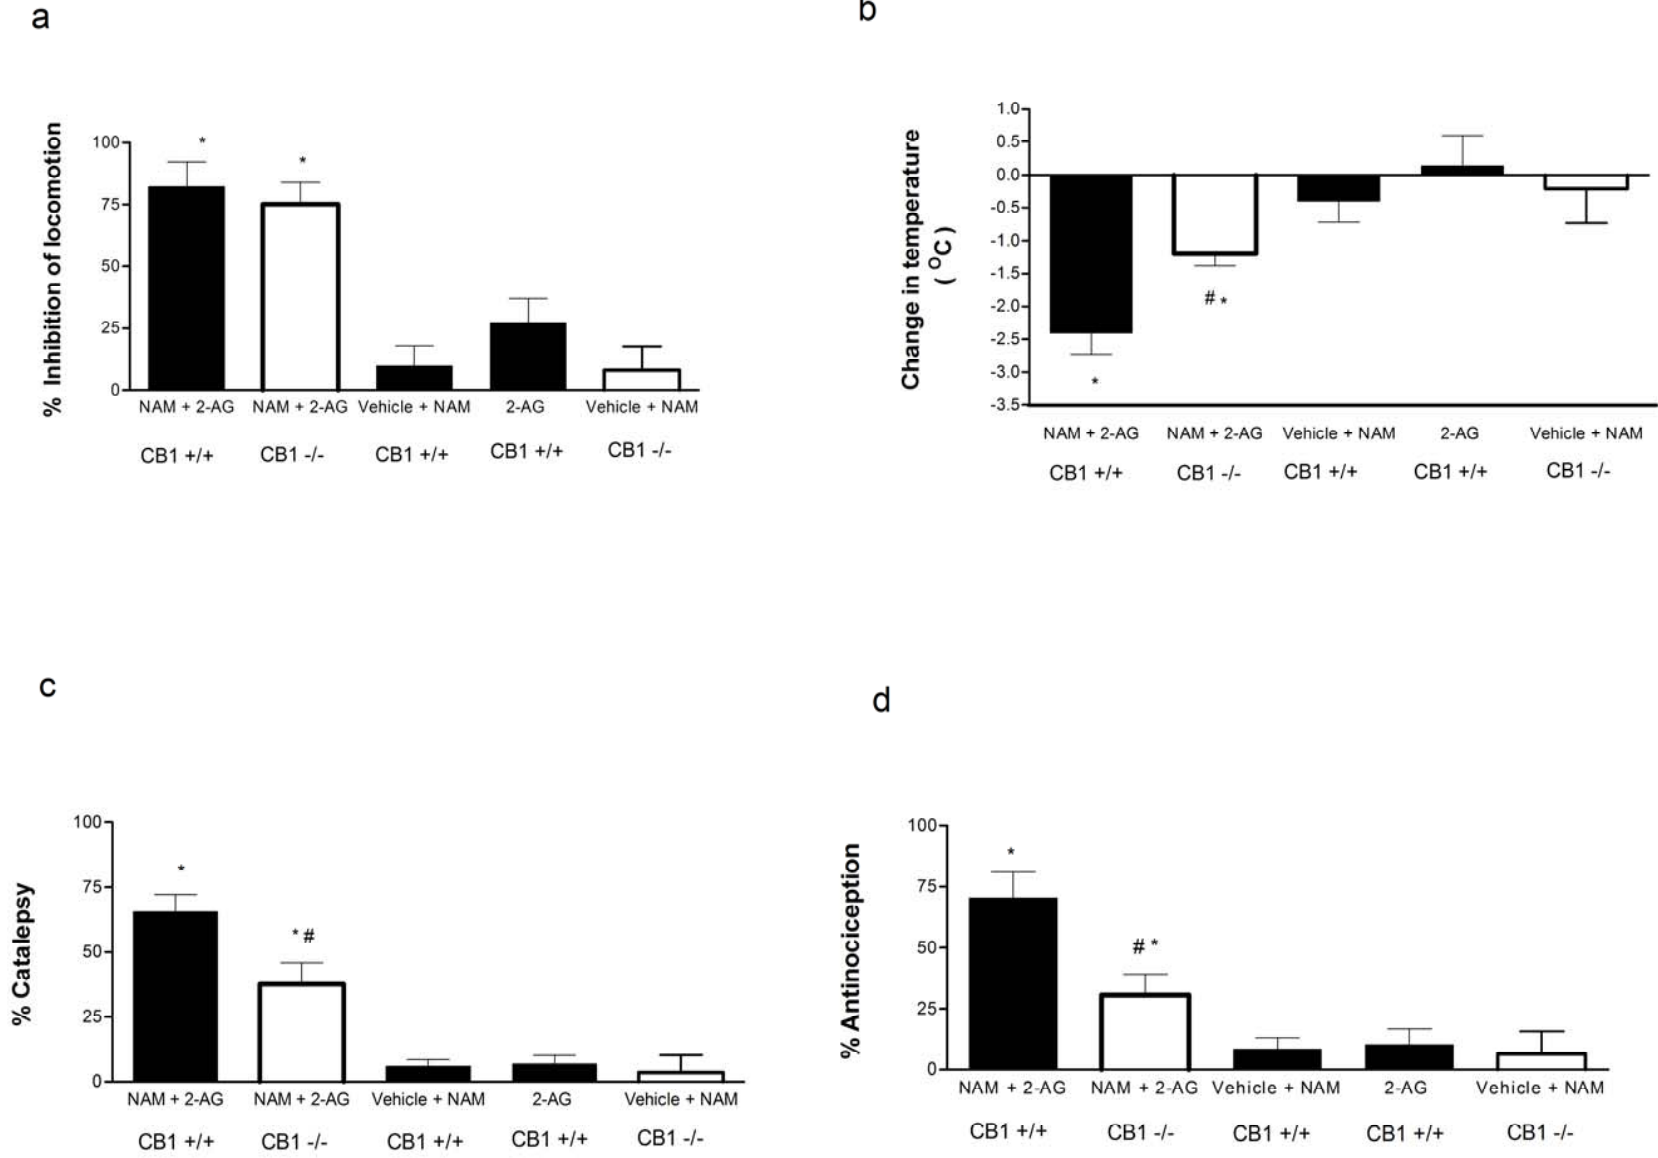 a
% Inhibition of locomotion
100
75
50
25
0
* *
NAM + 2-AG NAM + 2-AG Vehicle + NAM 2-AG Vehicle + NAM
CB1 +/+ CB1 -/- CB1 +/+ CB1 +/+ CB1 -/-
b
Change in temperature
( OC )
1.0
0.5
0.0
-0.5
-1.0
-1.5
-2.0
-2.5
-3.0
-3.5
# *
*
NAM + 2-AG NAM + 2-AG Vehicle + NAM 2-AG Vehicle + NAM
CB1 +/+ CB1 -/- CB1 +/+ CB1 +/+ CB1 -/-
c
% Catalepsy
100
75
50
25
0
*
* #
NAM + 2-AG NAM + 2-AG Vehicle + NAM 2-AG Vehicle + NAM
CB1 +/+ CB1 -/- CB1 +/+ CB1 +/+ CB1 -/-
d
% Antinociception
100
75
50
25
0
*
# *
NAM + 2-AG NAM + 2-AG Vehicle + NAM 2-AG Vehicle + NAM
CB1 +/+ CB1 -/- CB1 +/+ CB1 +/+ CB1 -/-